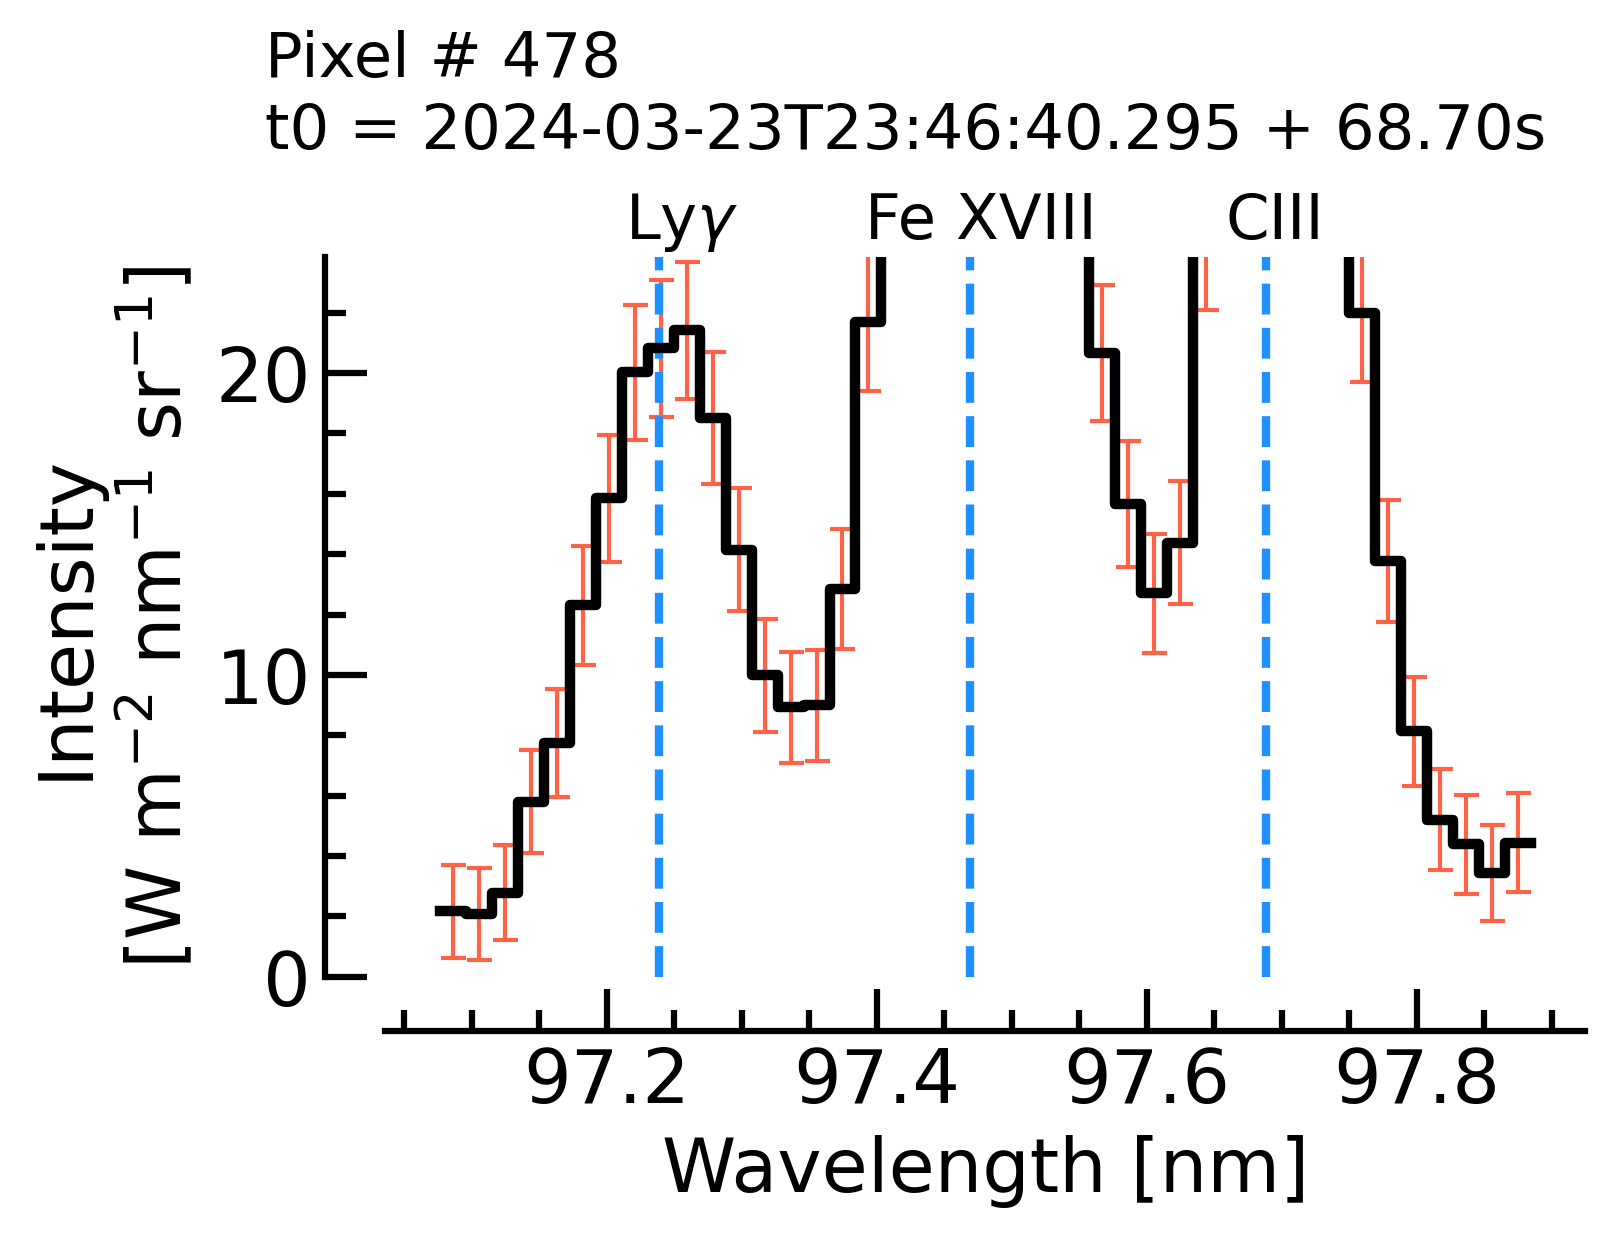 Pixel # 478
t0 = 2024-03-23T23:46:40.295 + 68.70s
Lyγ Fe XVIII CIII
Intensity
[W m⁻² nm⁻¹ sr⁻¹]
20
10
0
97.2 97.4 97.6 97.8
Wavelength [nm]